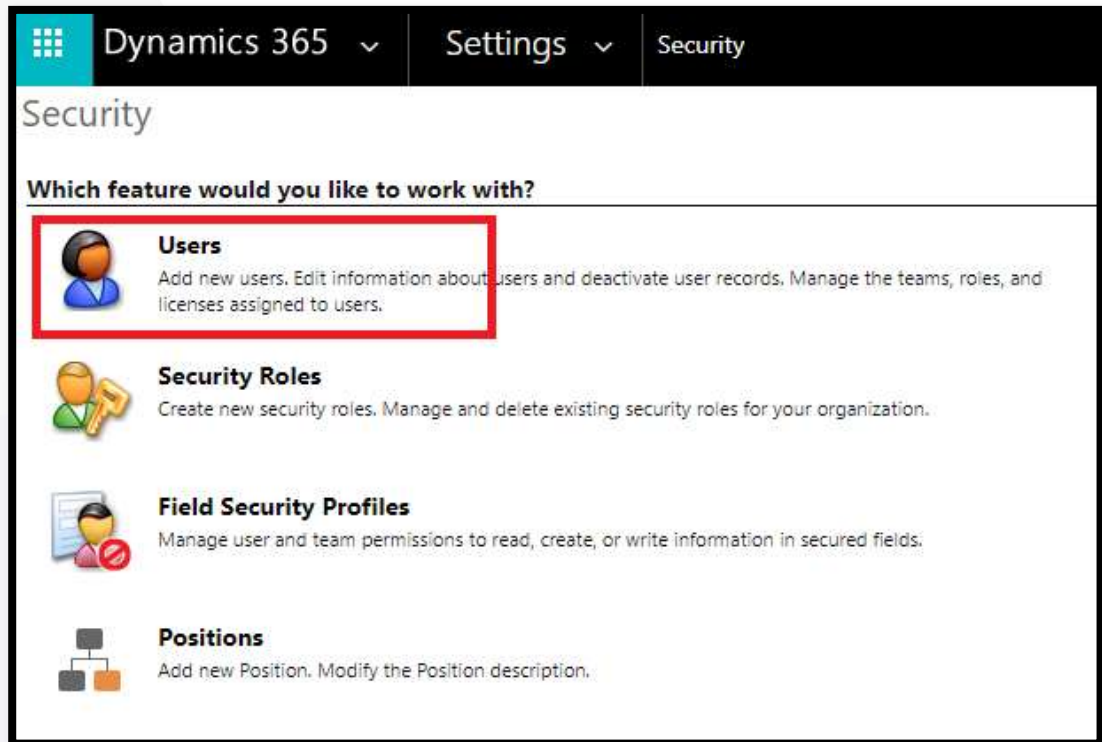 Dynamics 365 Settings Security
Security
Which feature would you like to work with?
Users
Add new users. Edit information about users and deactivate user records. Manage the teams, roles, and
licenses assigned to users.
Security Roles
Create new security roles. Manage and delete existing security roles for your organization.
Field Security Profiles
Manage user and team permissions to read, create, or write information in secured fields.
Positions
Add new Position. Modify the Position description.